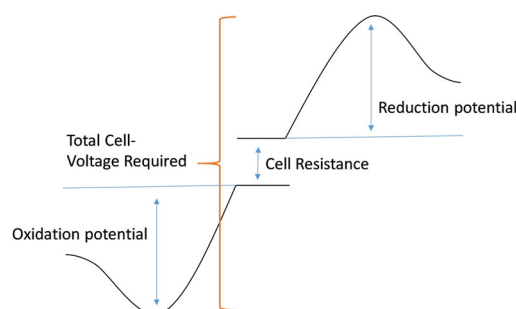 Reduction potential
Total Cell-
Voltage Required
Cell Resistance
Oxidation potential